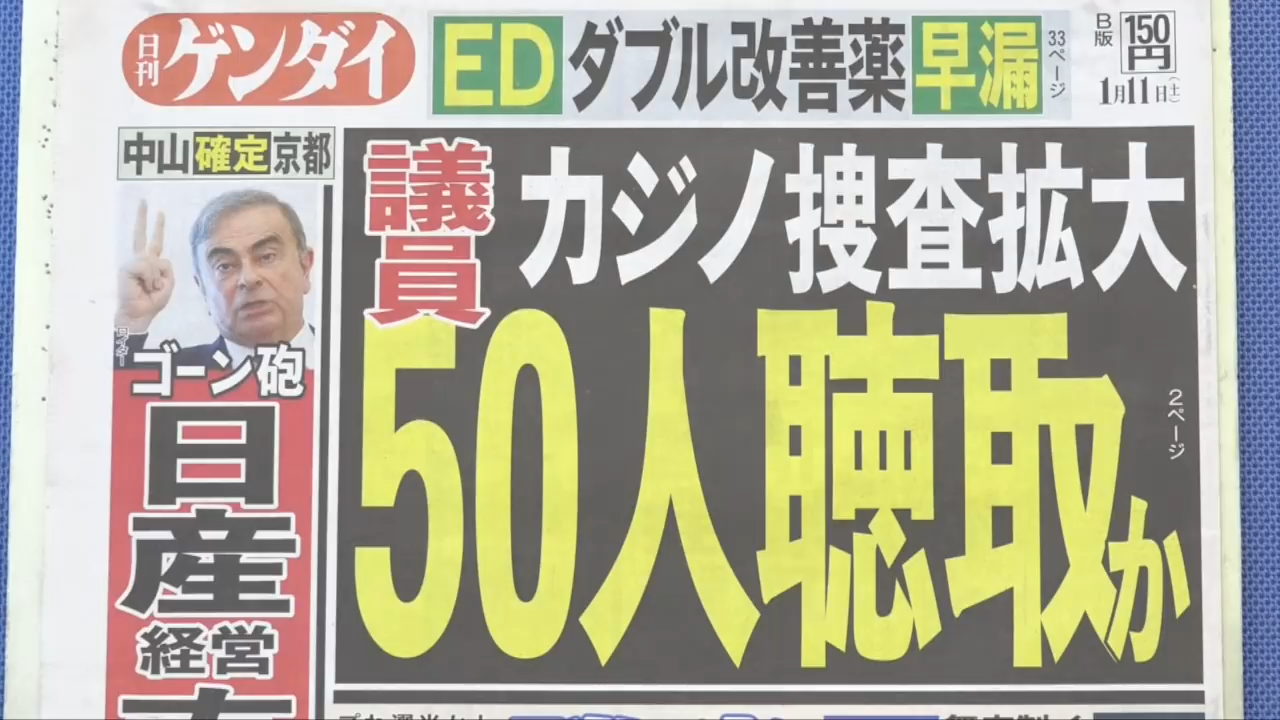 日刊ゲンダイ
ED ダブル改善薬 早漏
33ページ
B版
150円
1月11日(土)
中山確定京都
ロイター
ゴーン砲
日産
経営
議員
カジノ捜査拡大
50人聴取か
2ページ